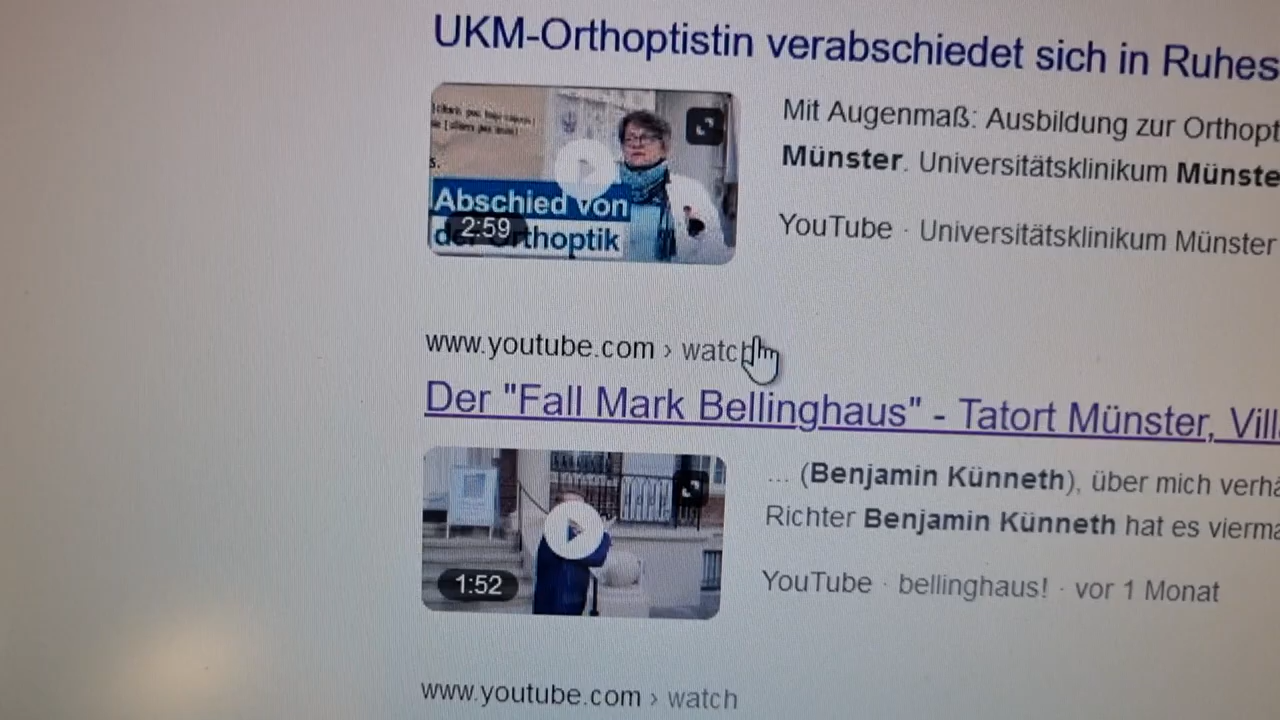 UKM-Orthoptistin verabschiedet sich in Ruhes
Abschied von
der Orthoptik
2:59
Mit Augenmaß: Ausbildung zur Orthopt
Münster. Universitätsklinikum Münste
YouTube · Universitätsklinikum Münster
www.youtube.com › watch
Der "Fall Mark Bellinghaus" - Tatort Münster, Vill
1:52
... (Benjamin Künneth), über mich verhä
Richter Benjamin Künneth hat es vierma
YouTube · bellinghaus! · vor 1 Monat
www.youtube.com › watch